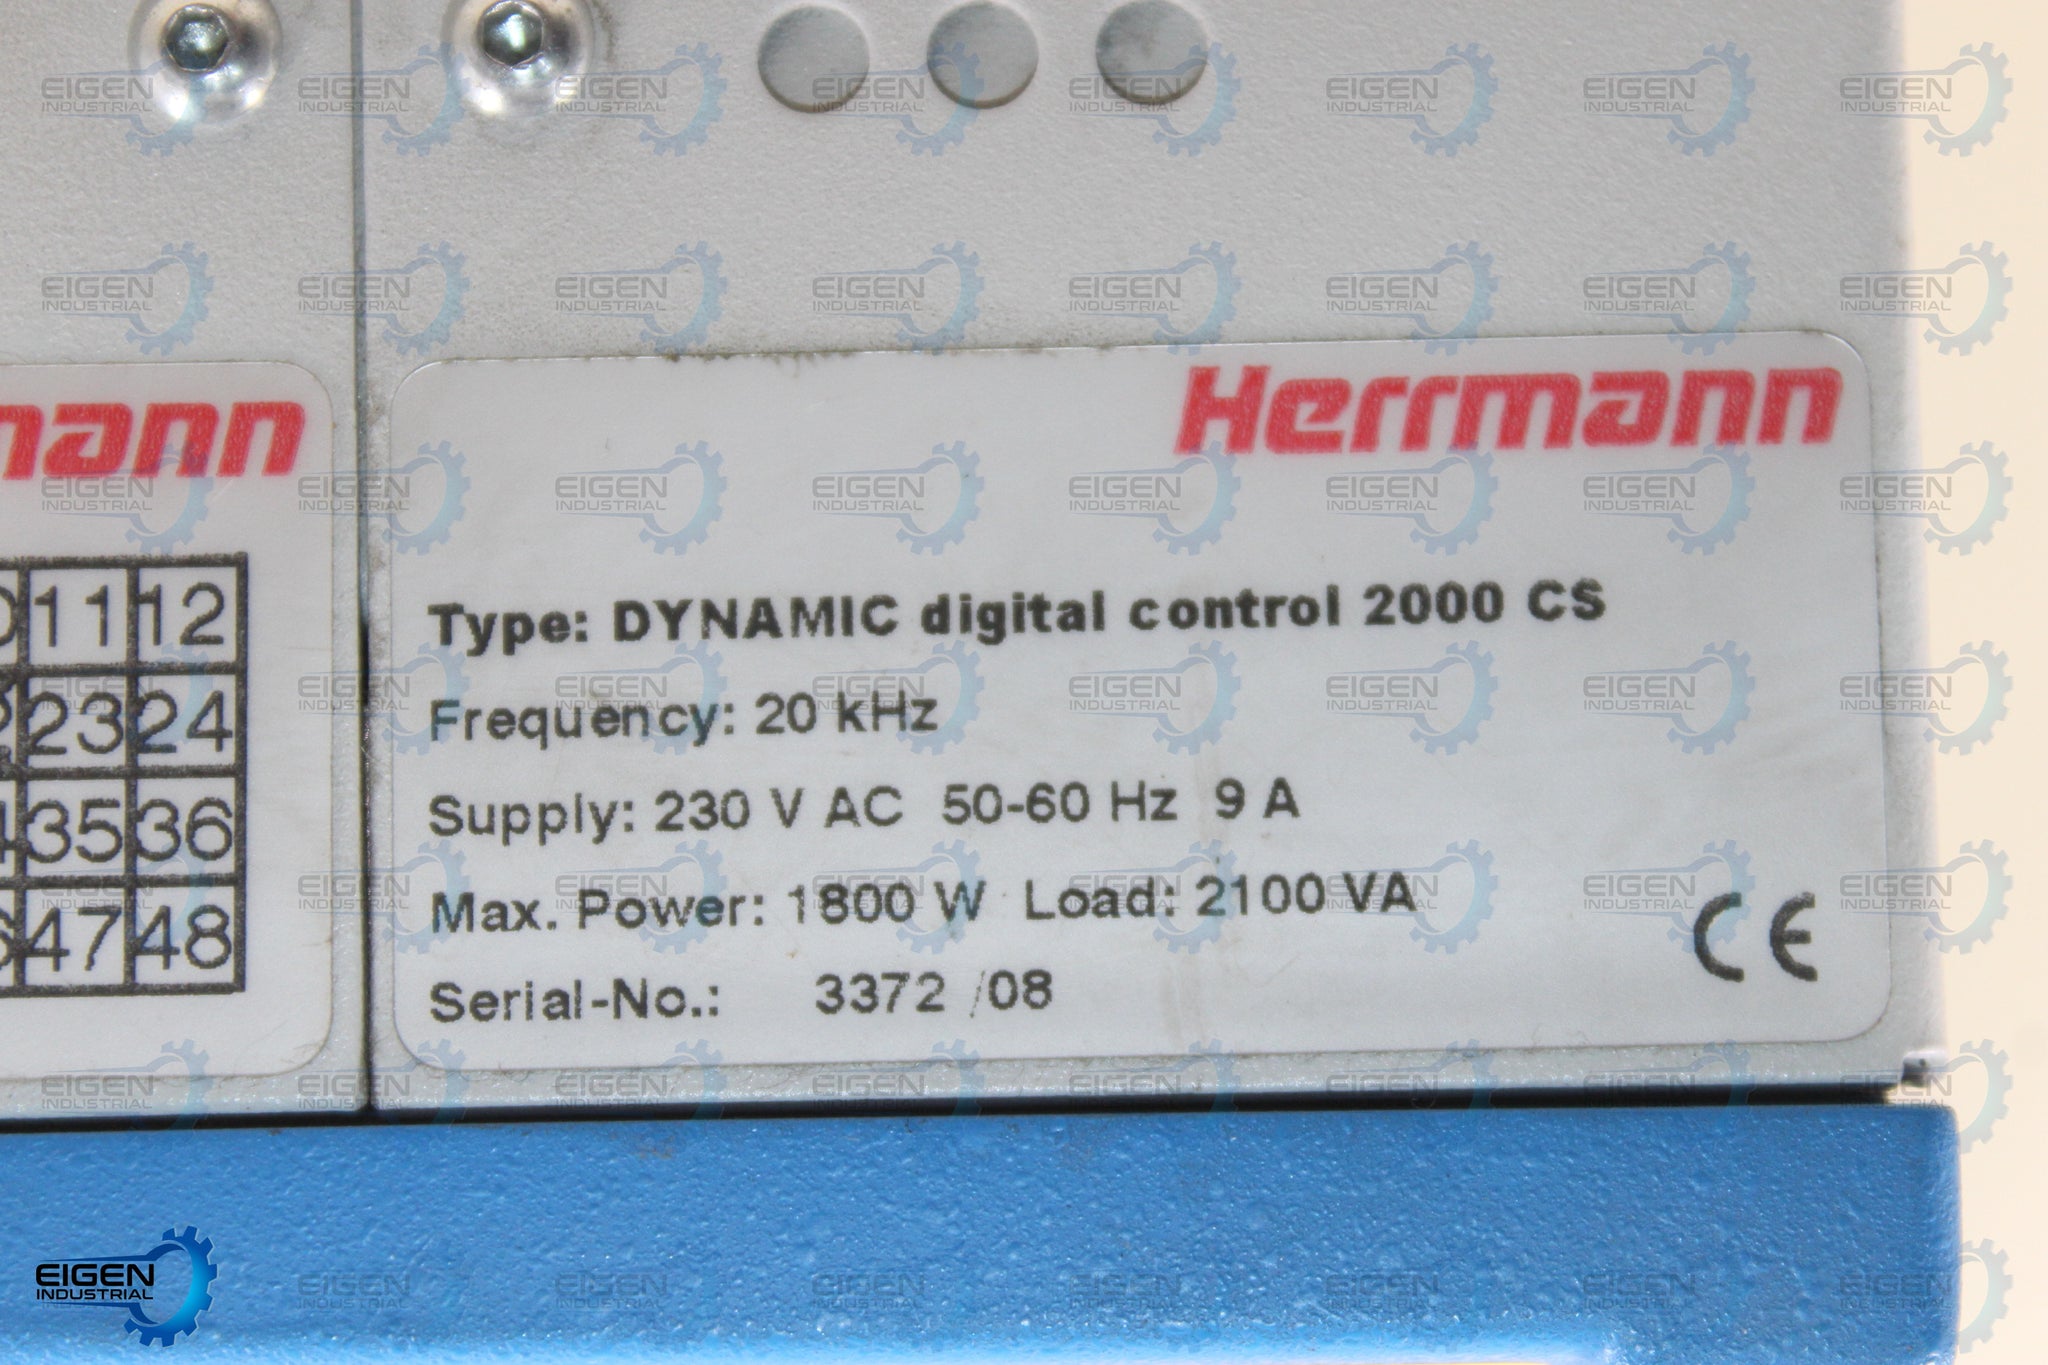 Herrmann
Type: DYNAMIC digital control 2000 CS
Frequency: 20 kHz
Supply: 230 V AC 50-60 Hz 9 A
Max. Power: 1800 W Load: 2100 VA
Serial-No.: 3372 /08
CE
mann
11 12
23 24
35 36
47 48
EIGEN
INDUSTRIAL